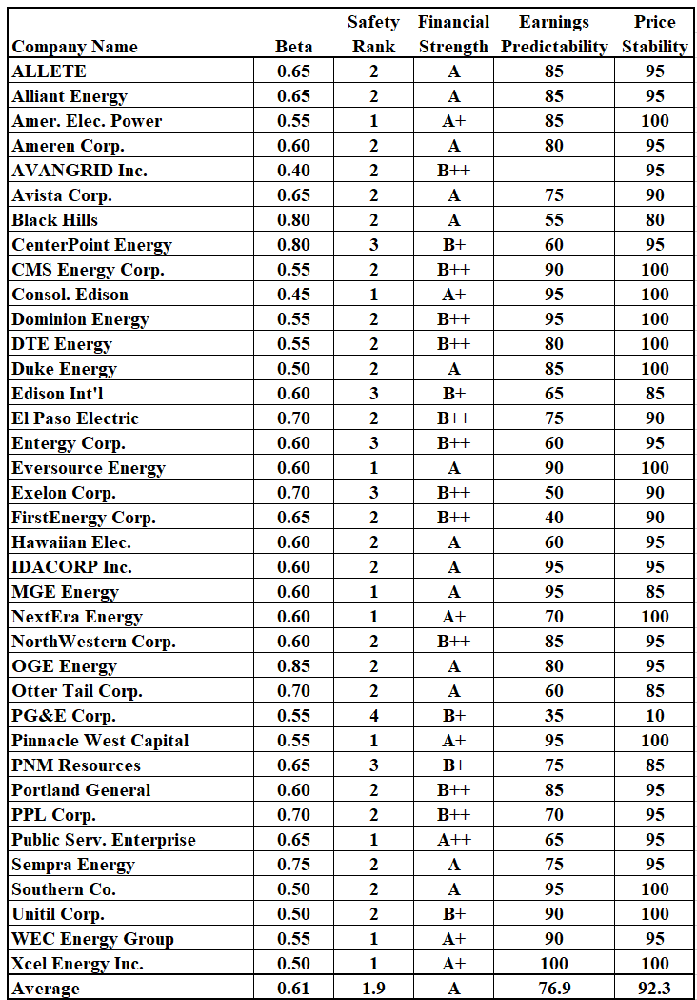 Safety Financial Earnings Price
Company Name Beta Rank Strength Predictability Stability
ALLETE 0.65 2 A 85 95
Alliant Energy 0.65 2 A 85 95
Amer. Elec. Power 0.55 1 A+ 85 100
Ameren Corp. 0.60 2 A 80 95
AVANGRID Inc. 0.40 2 B++ 95
Avista Corp. 0.65 2 A 75 90
Black Hills 0.80 2 A 55 80
CenterPoint Energy 0.80 3 B+ 60 95
CMS Energy Corp. 0.55 2 B++ 90 100
Consol. Edison 0.45 1 A+ 95 100
Dominion Energy 0.55 2 B++ 95 100
DTE Energy 0.55 2 B++ 80 100
Duke Energy 0.50 2 A 85 100
Edison Int'l 0.60 3 B+ 65 85
El Paso Electric 0.70 2 B++ 75 90
Entergy Corp. 0.60 3 B++ 60 95
Eversource Energy 0.60 1 A 90 100
Exelon Corp. 0.70 3 B++ 50 90
FirstEnergy Corp. 0.65 2 B++ 40 90
Hawaiian Elec. 0.60 2 A 60 95
IDACORP Inc. 0.60 2 A 95 95
MGE Energy 0.60 1 A 95 85
NextEra Energy 0.60 1 A+ 70 100
NorthWestern Corp. 0.60 2 B++ 85 95
OGE Energy 0.85 2 A 80 95
Otter Tail Corp. 0.70 2 A 60 85
PG&E Corp. 0.55 4 B+ 35 10
Pinnacle West Capital 0.55 1 A+ 95 100
PNM Resources 0.65 3 B+ 75 85
Portland General 0.60 2 B++ 85 95
PPL Corp. 0.70 2 B++ 70 95
Public Serv. Enterprise 0.65 1 A++ 65 95
Sempra Energy 0.75 2 A 75 95
Southern Co. 0.50 2 A 95 100
Unitil Corp. 0.50 2 B+ 90 100
WEC Energy Group 0.55 1 A+ 90 95
Xcel Energy Inc. 0.50 1 A+ 100 100
Average 0.61 1.9 A 76.9 92.3